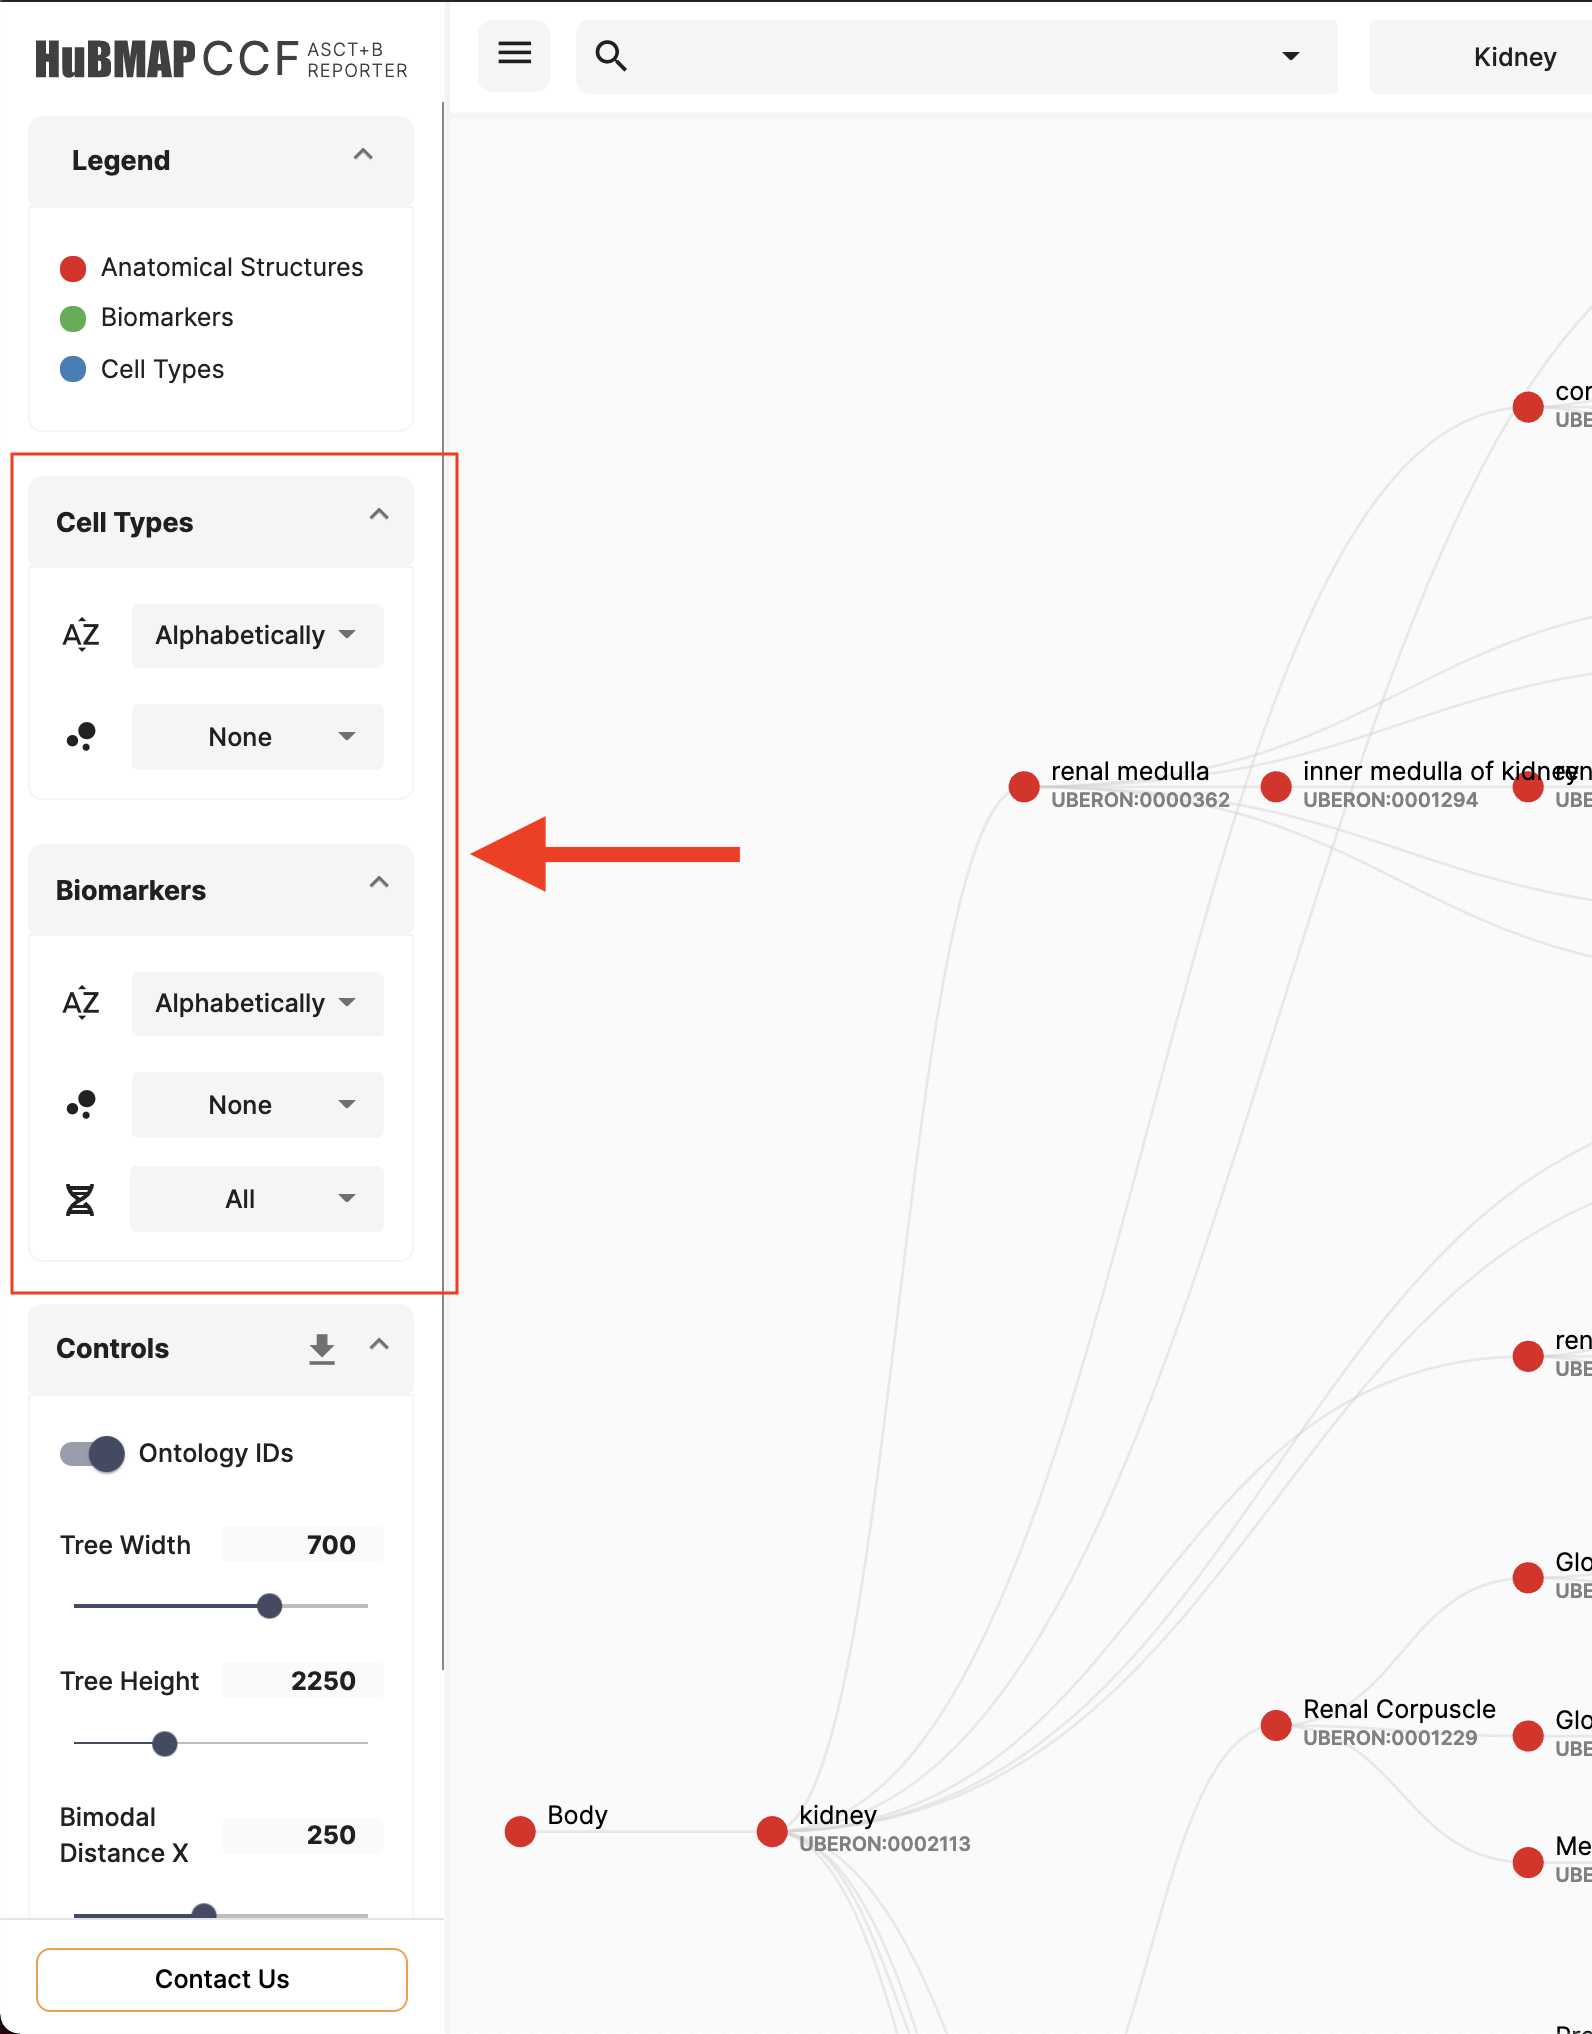 HuBMAP CCF ASCT+B REPORTER
Kidney
Legend
Anatomical Structures
Biomarkers
Cell Types
Cell Types
AZ Alphabetically
None
Biomarkers
AZ Alphabetically
None
All
Controls
Ontology IDs
Tree Width 700
Tree Height 2250
Bimodal Distance X 250
Contact Us
cor
UBE
renal medulla
UBERON:0000362
inner medulla of kidney
UBERON:0001294
ren
UBE
ren
UBE
Glo
UBE
Renal Corpuscle
UBERON:0001229
Glo
UBE
Body
kidney
UBERON:0002113
Me
UBE